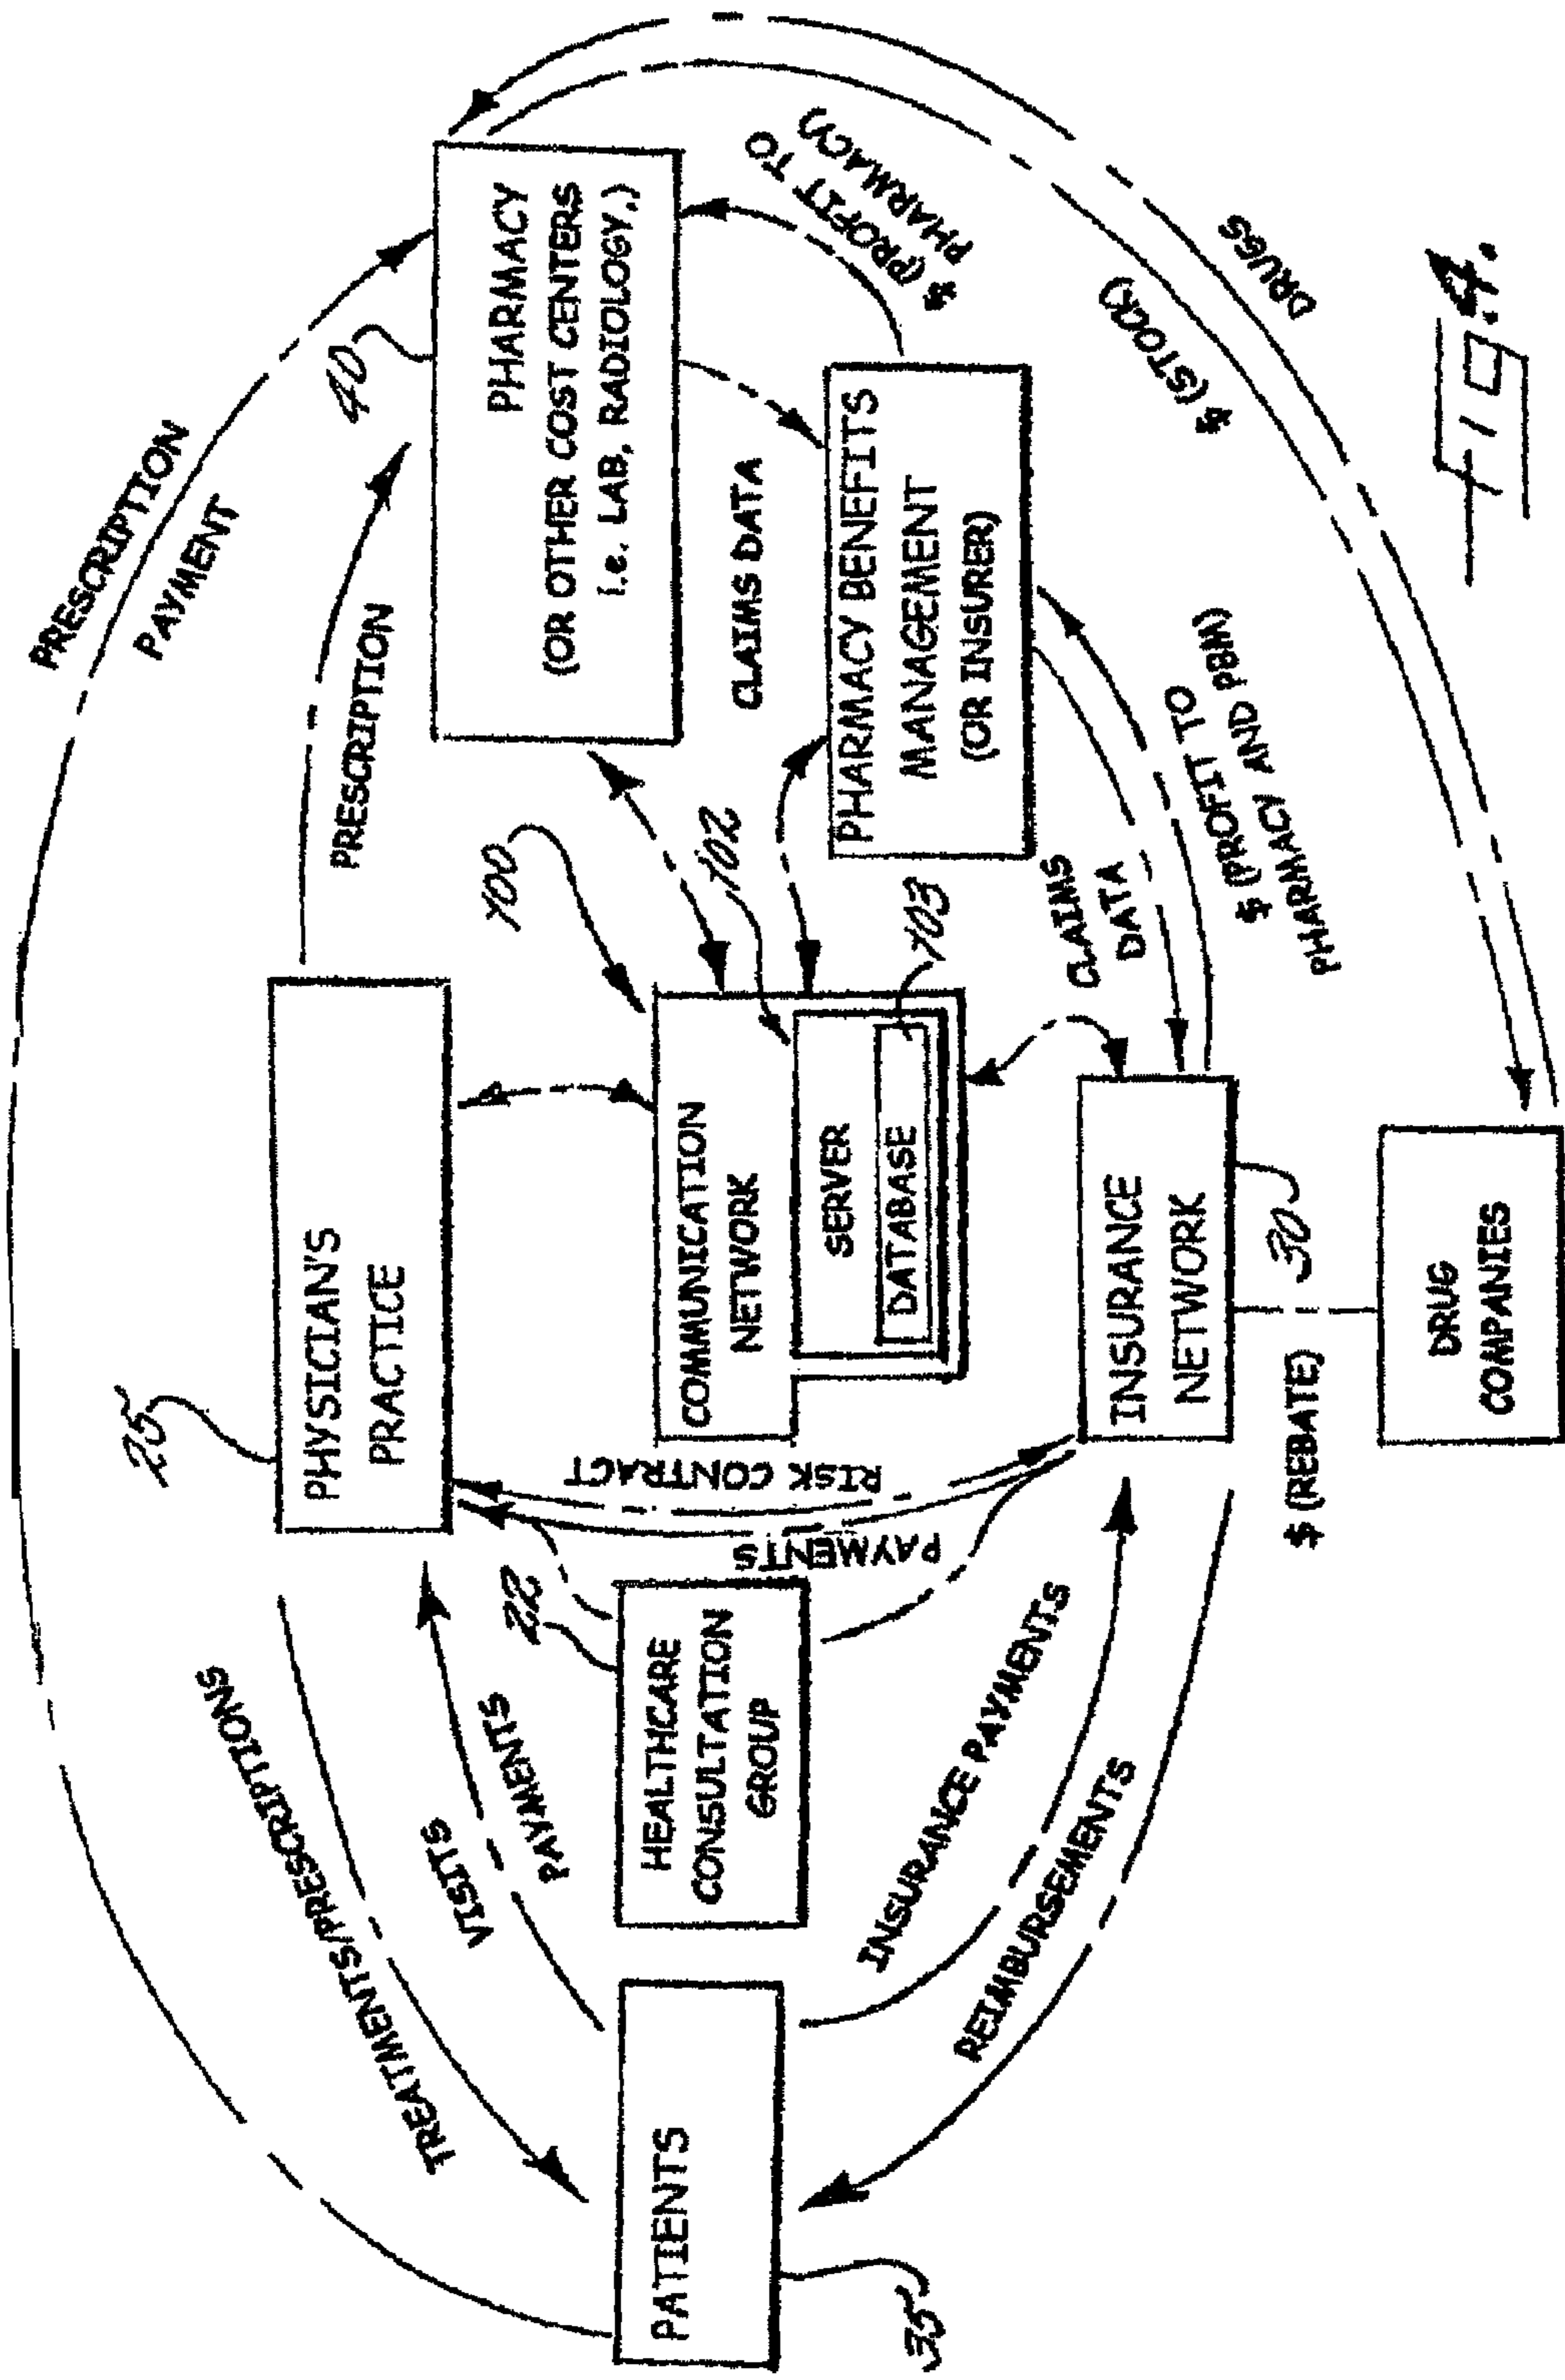 PRESCRIPTION
PAYMENT
40
PRESCRIPTION
25
TREATMENTS/PRESCRIPTIONS
VISITS
PAYMENTS
PHYSICIAN'S
PRACTICE
PHARMACY
(OR OTHER COST CENTERS
i.e. LAB, RADIOLOGY,)
22
100
102
PATIENTS
HEALTHCARE
CONSULTATION
GROUP
PAYMENTS
RISK CONTRACT
COMMUNICATION
NETWORK
SERVER
DATABASE
103
CLAIMS DATA
$ (PROFIT TO
PHARMACY)
PHARMACY BENEFITS
MANAGEMENT
(OR INSURER)
35
INSURANCE PAYMENTS
REIMBURSEMENTS
CLAIMS
DATA
INSURANCE
NETWORK
30
$ (PROFIT TO
PHARMACY AND PBM)
$ (STOCK)
DRUGS
$ (REBATE)
DRUG
COMPANIES
Fig.4.